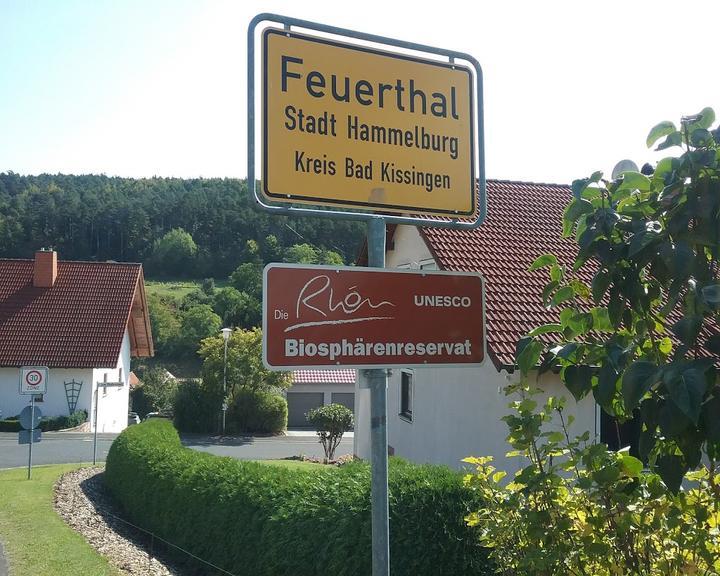 Feuerthal
Stadt Hammelburg
Kreis Bad Kissingen
Die Rhön UNESCO
Biosphärenreservat
30
ZONE